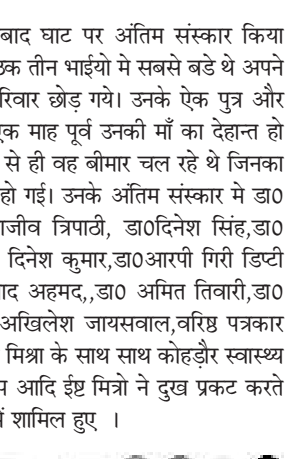 बाद घाट पर अंतिम संस्कार किया
तीन भाईयो मे सबसे बडे थे अपने
रिवार छोड़ गये। उनके ऐक पुत्र और
एक माह पूर्व उनकी माँ का देहान्त हो
से ही वह बीमार चल रहे थे जिनका
हो गई। उनके अंतिम संस्कार मे डा0
ाजीव त्रिपाठी, डा0दिनेश सिंह,डा0
दिनेश कुमार,डा0आरपी गिरी डिप्टी
ाद अहमद,,डा0 अमित तिवारी,डा0
अखिलेश जायसवाल,वरिष्ठ पत्रकार
मिश्रा के साथ साथ कोहड़ौर स्वास्थ्य
आदि ईष्ट मित्रो ने दुख प्रकट करते
में शामिल हुए ।